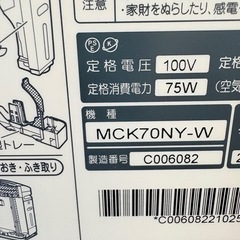 注意
・家財をぬらしたり、感電
定格電圧 100V
定格消費電力 75W (空気
機種
MCK70NY-W
製造番号 C006082
トレー
おき・ふき取り
*C00608221025